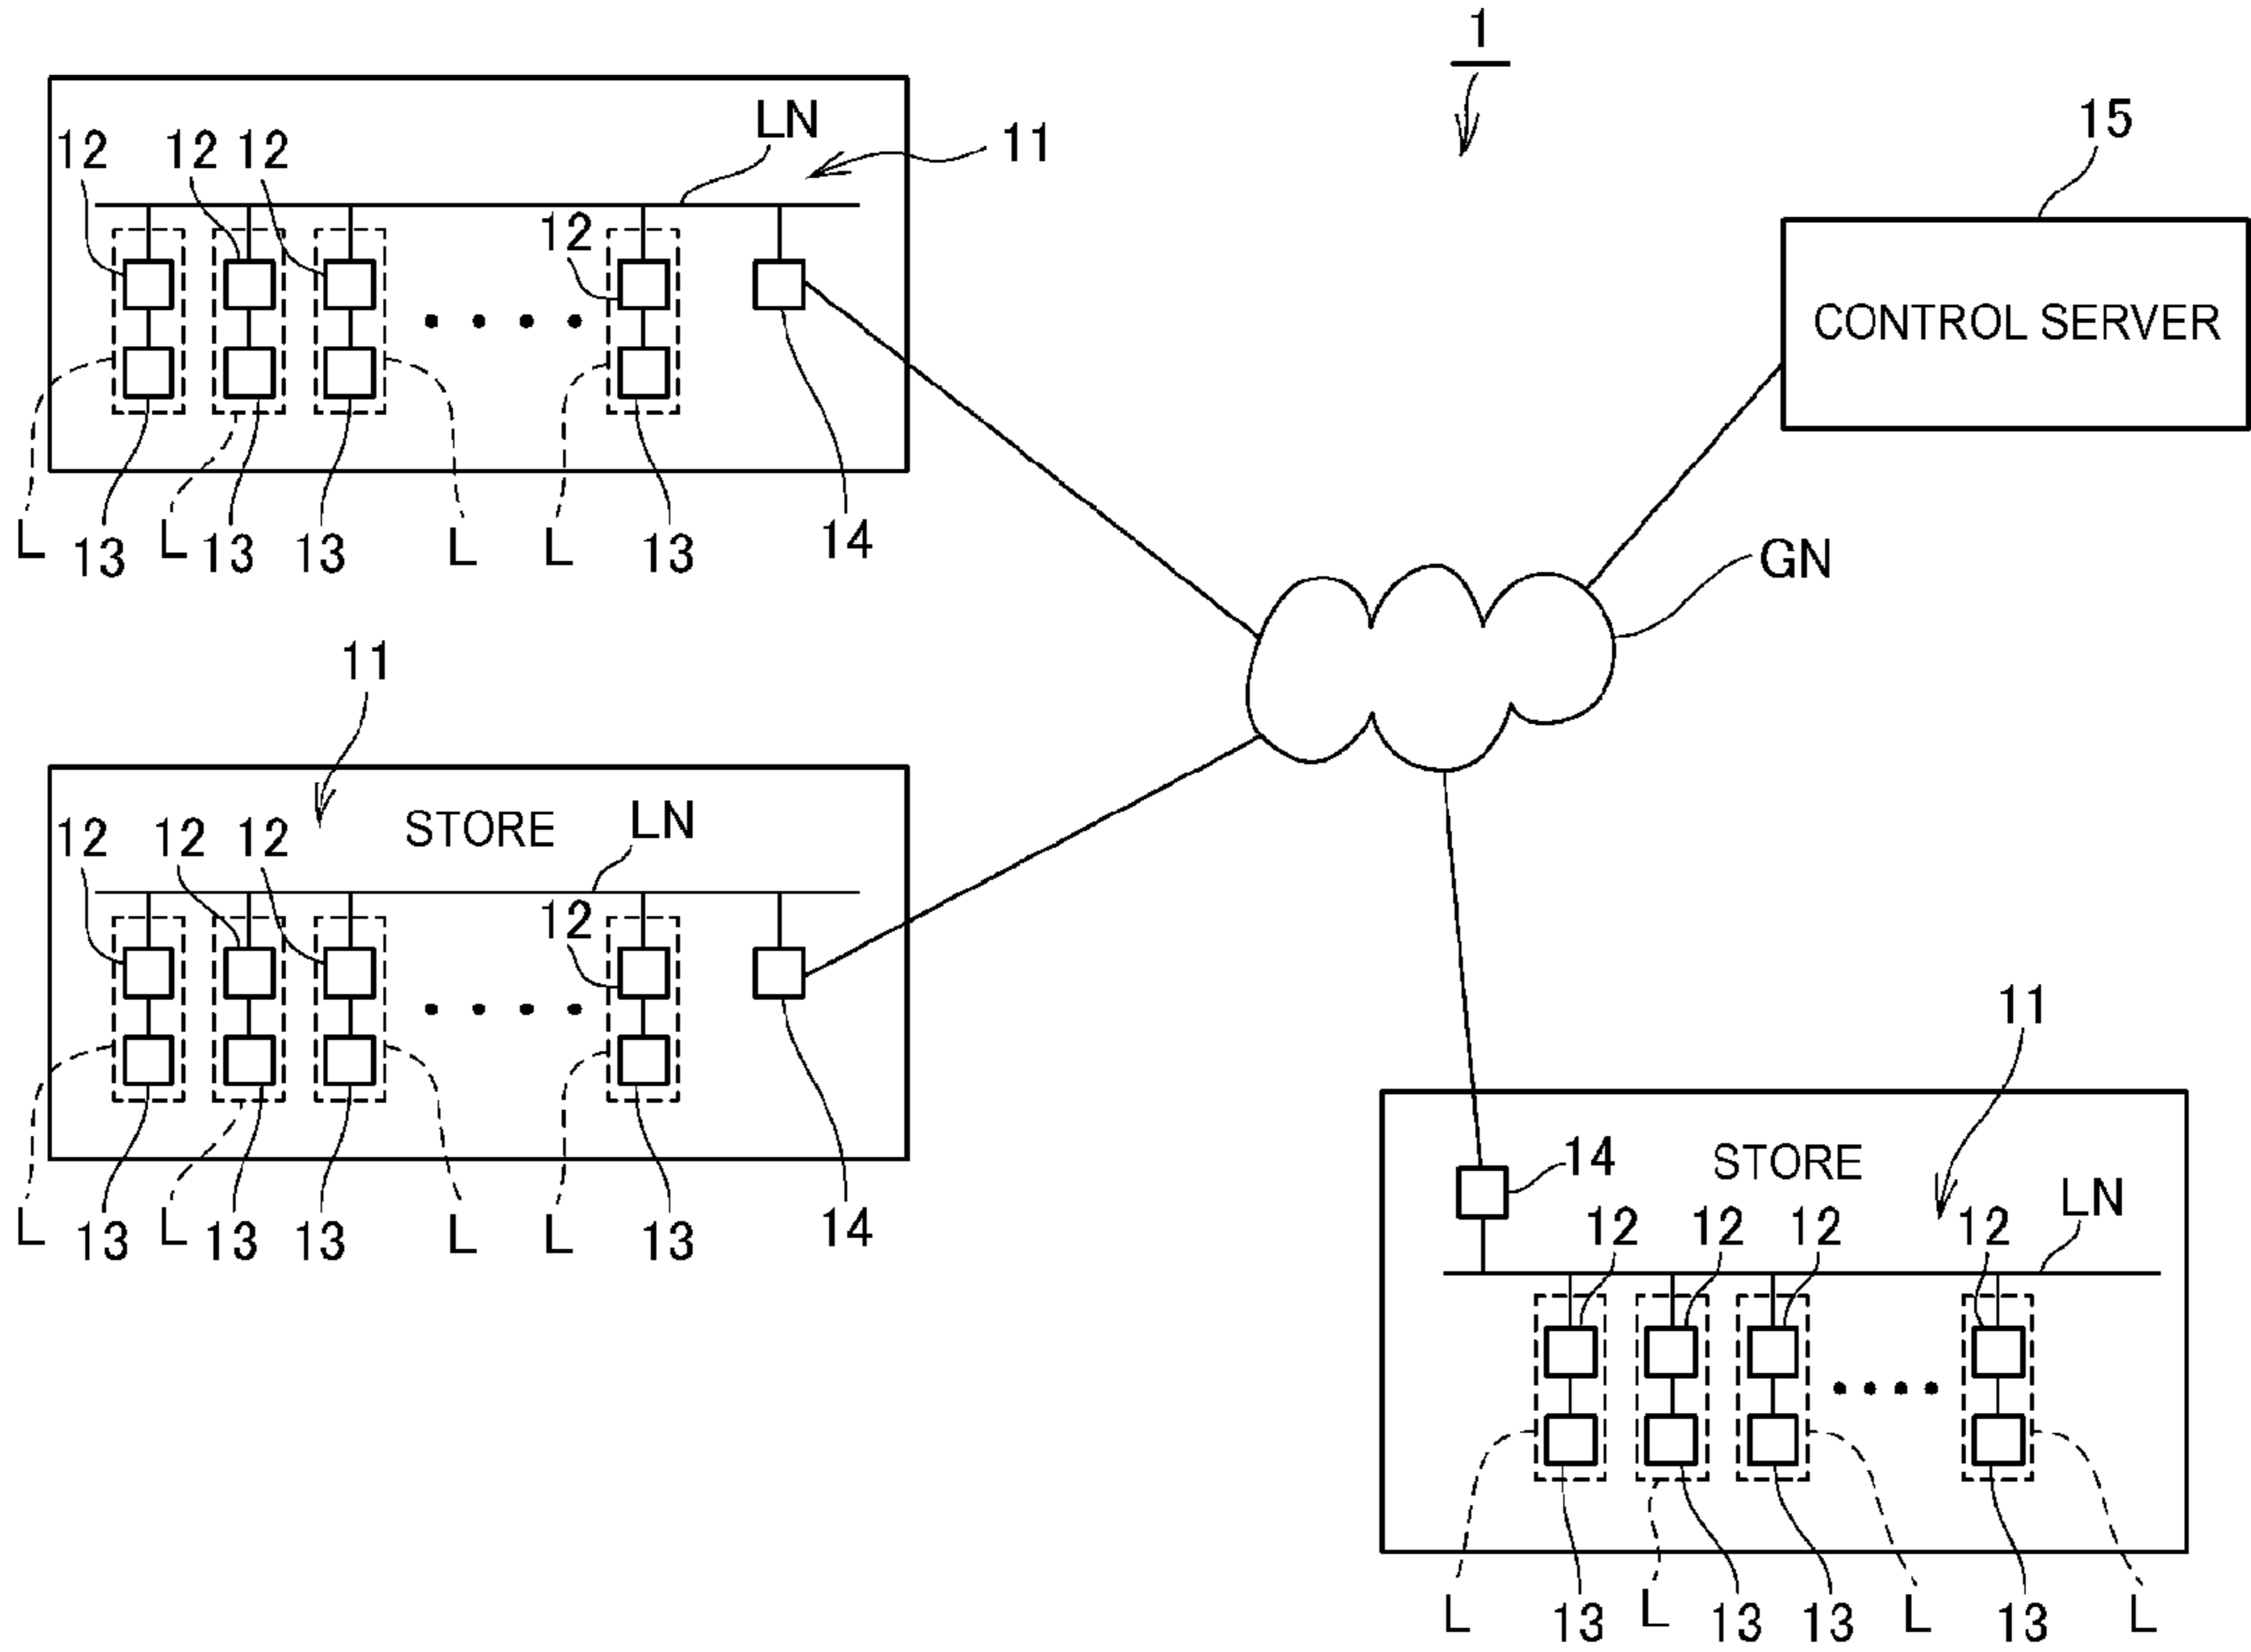 1
LN
11
15
12 12 12
12
CONTROL SERVER
L 13 L 13 13 L L 13 14
GN
11
STORE LN
12 12 12
12
L 13 L 13 13 L L 13 14
11
14 STORE
LN
12 12 12 12
L 13 L 13 13 L 13 L